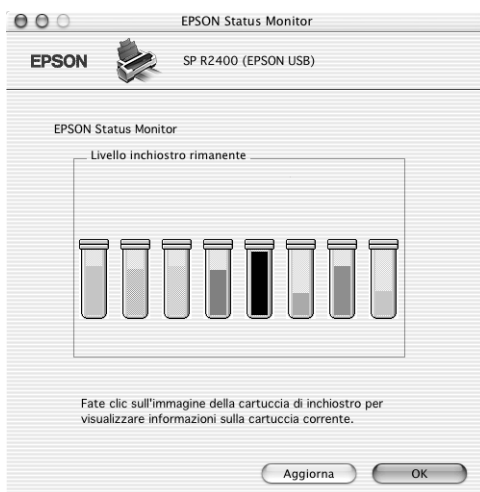 EPSON Status Monitor
EPSON
SP R2400 (EPSON USB)
EPSON Status Monitor
Livello inchiostro rimanente
Fate clic sull'immagine della cartuccia di inchiostro per
visualizzare informazioni sulla cartuccia corrente.
Aggiorna
OK